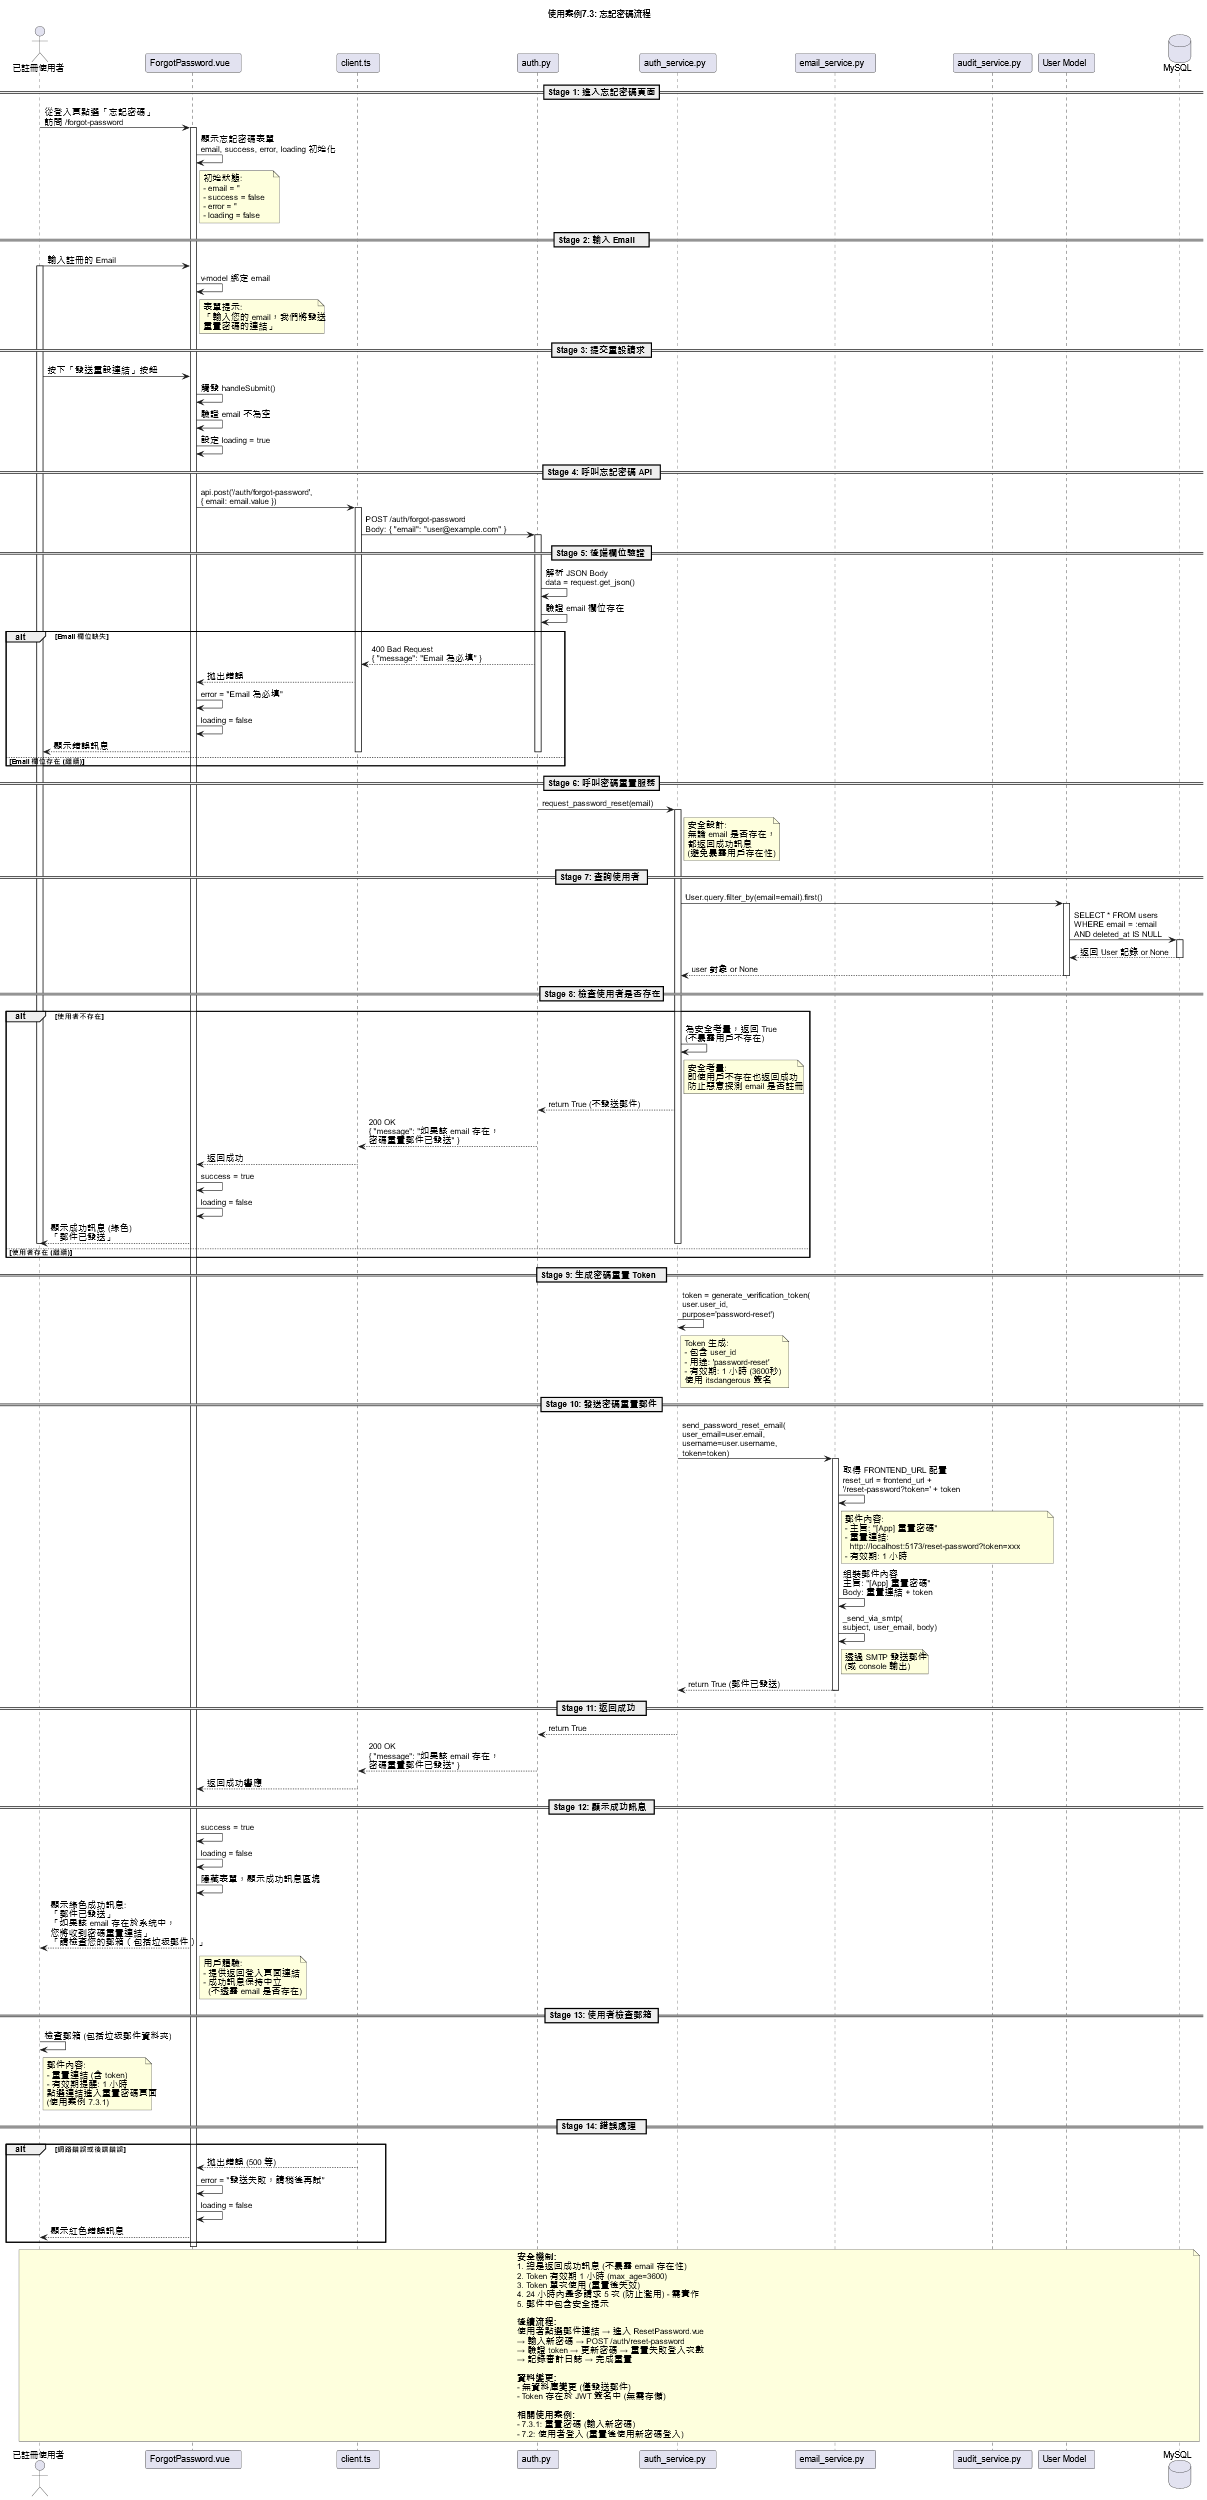 使用案例7.3: 忘記密碼流程
已註冊使用者
ForgotPassword.vue
client.ts
auth.py
auth_service.py
email_service.py
audit_service.py
User Model
MySQL
Stage 1: 進入忘記密碼頁面
從登入頁點選「忘記密碼」
訪問 /forgot-password
顯示忘記密碼表單
email, success, error, loading 初始化
初始狀態:
- email = ''
- success = false
- error = ''
- loading = false
Stage 2: 輸入 Email
輸入註冊的 Email
v-model 綁定 email
表單提示:
「輸入您的 email，我們將發送
重置密碼的連結」
Stage 3: 提交重設請求
按下「發送重設連結」按鈕
觸發 handleSubmit()
驗證 email 不為空
設定 loading = true
Stage 4: 呼叫忘記密碼 API
api.post('/auth/forgot-password',
{ email: email.value })
POST /auth/forgot-password
Body: { "email": "user@example.com" }
Stage 5: 後端欄位驗證
解析 JSON Body
data = request.get_json()
驗證 email 欄位存在
alt [Email 欄位缺失]
400 Bad Request
{ "message": "Email 為必填" }
拋出錯誤
error = "Email 為必填"
loading = false
顯示錯誤訊息
[Email 欄位存在 (繼續)]
Stage 6: 呼叫密碼重置服務
request_password_reset(email)
安全設計:
無論 email 是否存在，
都返回成功訊息
(避免暴露用戶存在性)
Stage 7: 查詢使用者
User.query.filter_by(email=email).first()
SELECT * FROM users
WHERE email = :email
AND deleted_at IS NULL
返回 User 記錄 or None
user 對象 or None
Stage 8: 檢查使用者是否存在
alt [使用者不存在]
為安全考量，返回 True
(不暴露用戶不存在)
安全考量:
即使用戶不存在也返回成功
防止惡意探測 email 是否註冊
return True (不發送郵件)
200 OK
{ "message": "如果該 email 存在，
密碼重置郵件已發送" }
返回成功
success = true
loading = false
顯示成功訊息 (綠色)
「郵件已發送」
[使用者存在 (繼續)]
Stage 9: 生成密碼重置 Token
token = generate_verification_token(
user.user_id,
purpose='password-reset')
Token 生成:
- 包含 user_id
- 用途: 'password-reset'
- 有效期: 1 小時 (3600秒)
使用 itsdangerous 簽名
Stage 10: 發送密碼重置郵件
send_password_reset_email(
user_email=user.email,
username=user.username,
token=token)
取得 FRONTEND_URL 配置
reset_url = frontend_url +
'/reset-password?token=' + token
郵件內容:
- 主旨: "[App] 重置密碼"
- 重置連結:
http://localhost:5173/reset-password?token=xxx
- 有效期: 1 小時
組裝郵件內容
主旨: "[App] 重置密碼"
Body: 重置連結 + token
_send_via_smtp(
subject, user_email, body)
透過 SMTP 發送郵件
(或 console 輸出)
return True (郵件已發送)
Stage 11: 返回成功
return True
200 OK
{ "message": "如果該 email 存在，
密碼重置郵件已發送" }
返回成功響應
Stage 12: 顯示成功訊息
success = true
loading = false
隱藏表單，顯示成功訊息區塊
顯示綠色成功訊息:
「郵件已發送」
「如果該 email 存在於系統中，
您將收到密碼重置連結」
「請檢查您的郵箱（包括垃圾郵件）」
用戶體驗:
- 提供返回登入頁面連結
- 成功訊息保持中立
(不透露 email 是否存在)
Stage 13: 使用者檢查郵箱
檢查郵箱 (包括垃圾郵件資料夾)
郵件內容:
- 重置連結 (含 token)
- 有效期提醒: 1 小時
點選連結進入重置密碼頁面
(使用案例 7.3.1)
Stage 14: 錯誤處理
alt [網路錯誤或後端錯誤]
拋出錯誤 (500 等)
error = "發送失敗，請稍後再試"
loading = false
顯示紅色錯誤訊息
安全機制:
1. 總是返回成功訊息 (不暴露 email 存在性)
2. Token 有效期 1 小時 (max_age=3600)
3. Token 單次使用 (重置後失效)
4. 24 小時內最多請求 5 次 (防止濫用) - 需實作
5. 郵件中包含安全提示
後續流程:
使用者點選郵件連結 → 進入 ResetPassword.vue
→ 輸入新密碼 → POST /auth/reset-password
→ 驗證 token → 更新密碼 → 重置失敗登入次數
→ 記錄審計日誌 → 完成重置
資料變更:
- 無資料庫變更 (僅發送郵件)
- Token 存在於 JWT 簽名中 (無需存儲)
相關使用案例:
- 7.3.1: 重置密碼 (輸入新密碼)
- 7.2: 使用者登入 (重置後使用新密碼登入)
已註冊使用者
ForgotPassword.vue
client.ts
auth.py
auth_service.py
email_service.py
audit_service.py
User Model
MySQL